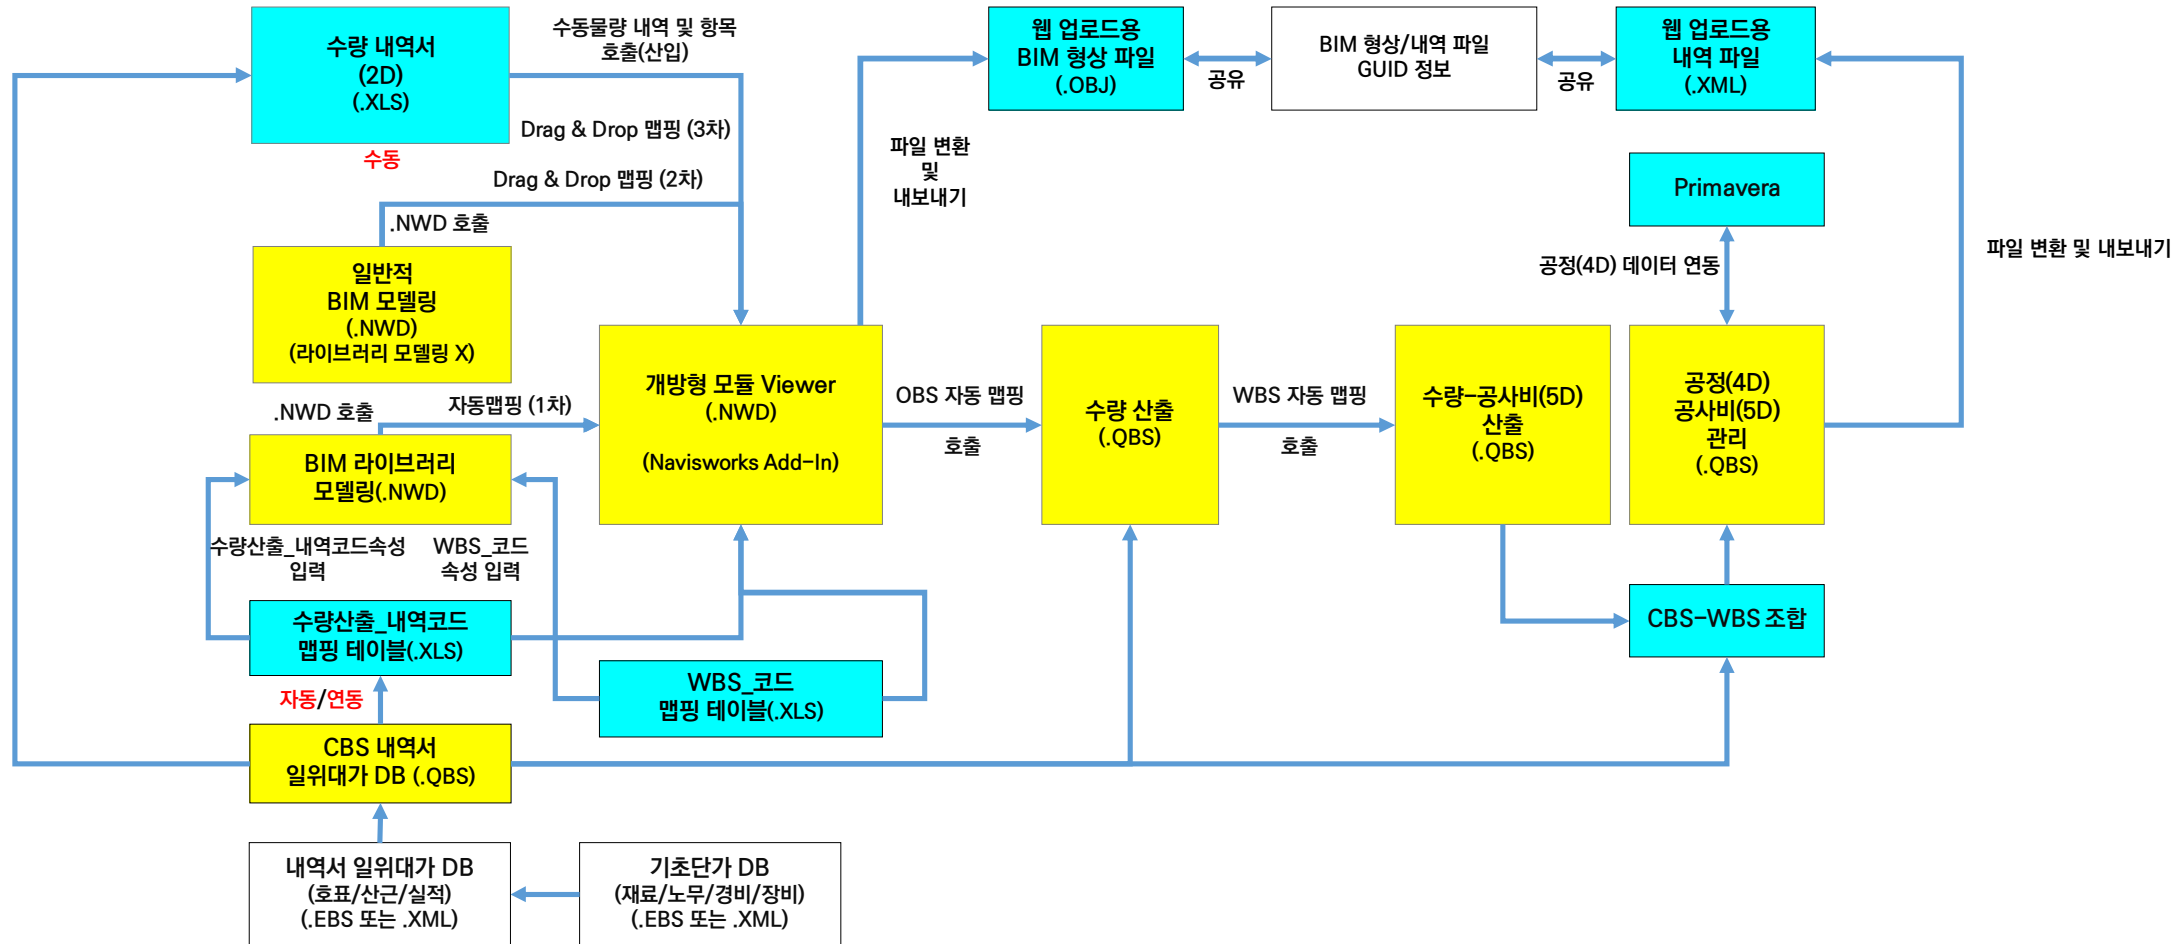 수량 내역서
(2D)
(.XLS)
수동
수동물량 내역 및 항목
호출(산입)
Drag & Drop 맵핑 (3차)
Drag & Drop 맵핑 (2차)
.NWD 호출
일반적
BIM 모델링
(.NWD)
(라이브러리 모델링 X)
.NWD 호출
자동맵핑 (1차)
BIM 라이브러리
모델링(.NWD)
수량산출_내역코드속성
입력
WBS_코드
속성 입력
수량산출_내역코드
맵핑 테이블(.XLS)
자동/연동
CBS 내역서
일위대가 DB (.QBS)
내역서 일위대가 DB
(호표/산근/실적)
(.EBS 또는 .XML)
기초단가 DB
(재료/노무/경비/장비)
(.EBS 또는 .XML)
WBS_코드
맵핑 테이블(.XLS)
개방형 모듈 Viewer
(.NWD)
(Navisworks Add-In)
파일 변환
및
내보내기
웹 업로드용
BIM 형상 파일
(.OBJ)
공유
BIM 형상/내역 파일
GUID 정보
공유
웹 업로드용
내역 파일
(.XML)
OBS 자동 맵핑
호출
수량 산출
(.QBS)
WBS 자동 맵핑
호출
수량-공사비(5D)
산출
(.QBS)
Primavera
공정(4D) 데이터 연동
공정(4D)
공사비(5D)
관리
(.QBS)
CBS-WBS 조합
파일 변환 및 내보내기